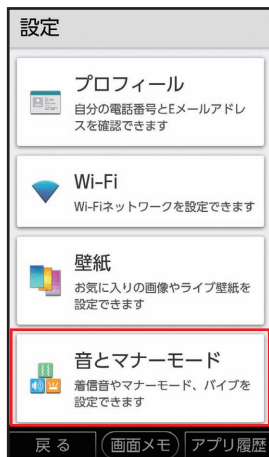 設定
プロフィール
自分の電話番号とEメールアドレ
スを確認できます
Wi-Fi
Wi-Fiネットワークを設定できます
壁紙
お気に入りの画像やライブ壁紙を
設定できます
音とマナーモード
着信音やマナーモード、バイブを
設定できます
戻る 画面メモ アプリ履歴